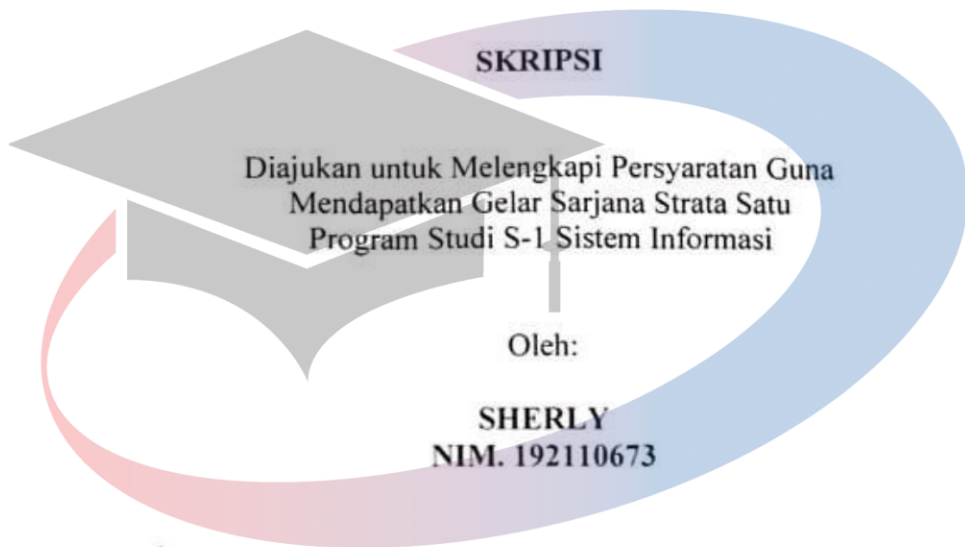 SKRIPSI
Diajukan untuk Melengkapi Persyaratan Guna
Mendapatkan Gelar Sarjana Strata Satu
Program Studi S-1 Sistem Informasi
Oleh:
SHERLY
NIM. 192110673